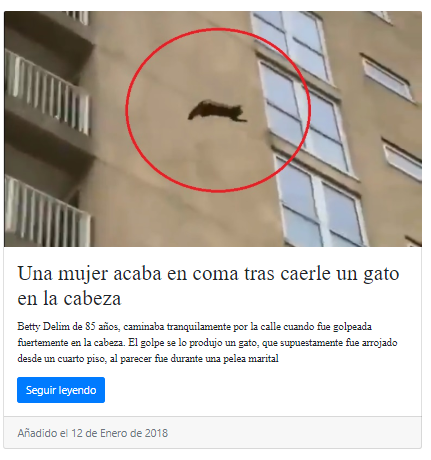 Una mujer acaba en coma tras caerle un gato
en la cabeza
Betty Delim de 85 años, caminaba tranquilamente por la calle cuando fue golpeada
fuertemente en la cabeza. El golpe se lo produjo un gato, que supuestamente fue arrojado
desde un cuarto piso, al parecer fue durante una pelea marital
Seguir leyendo
Añadido el 12 de Enero de 2018